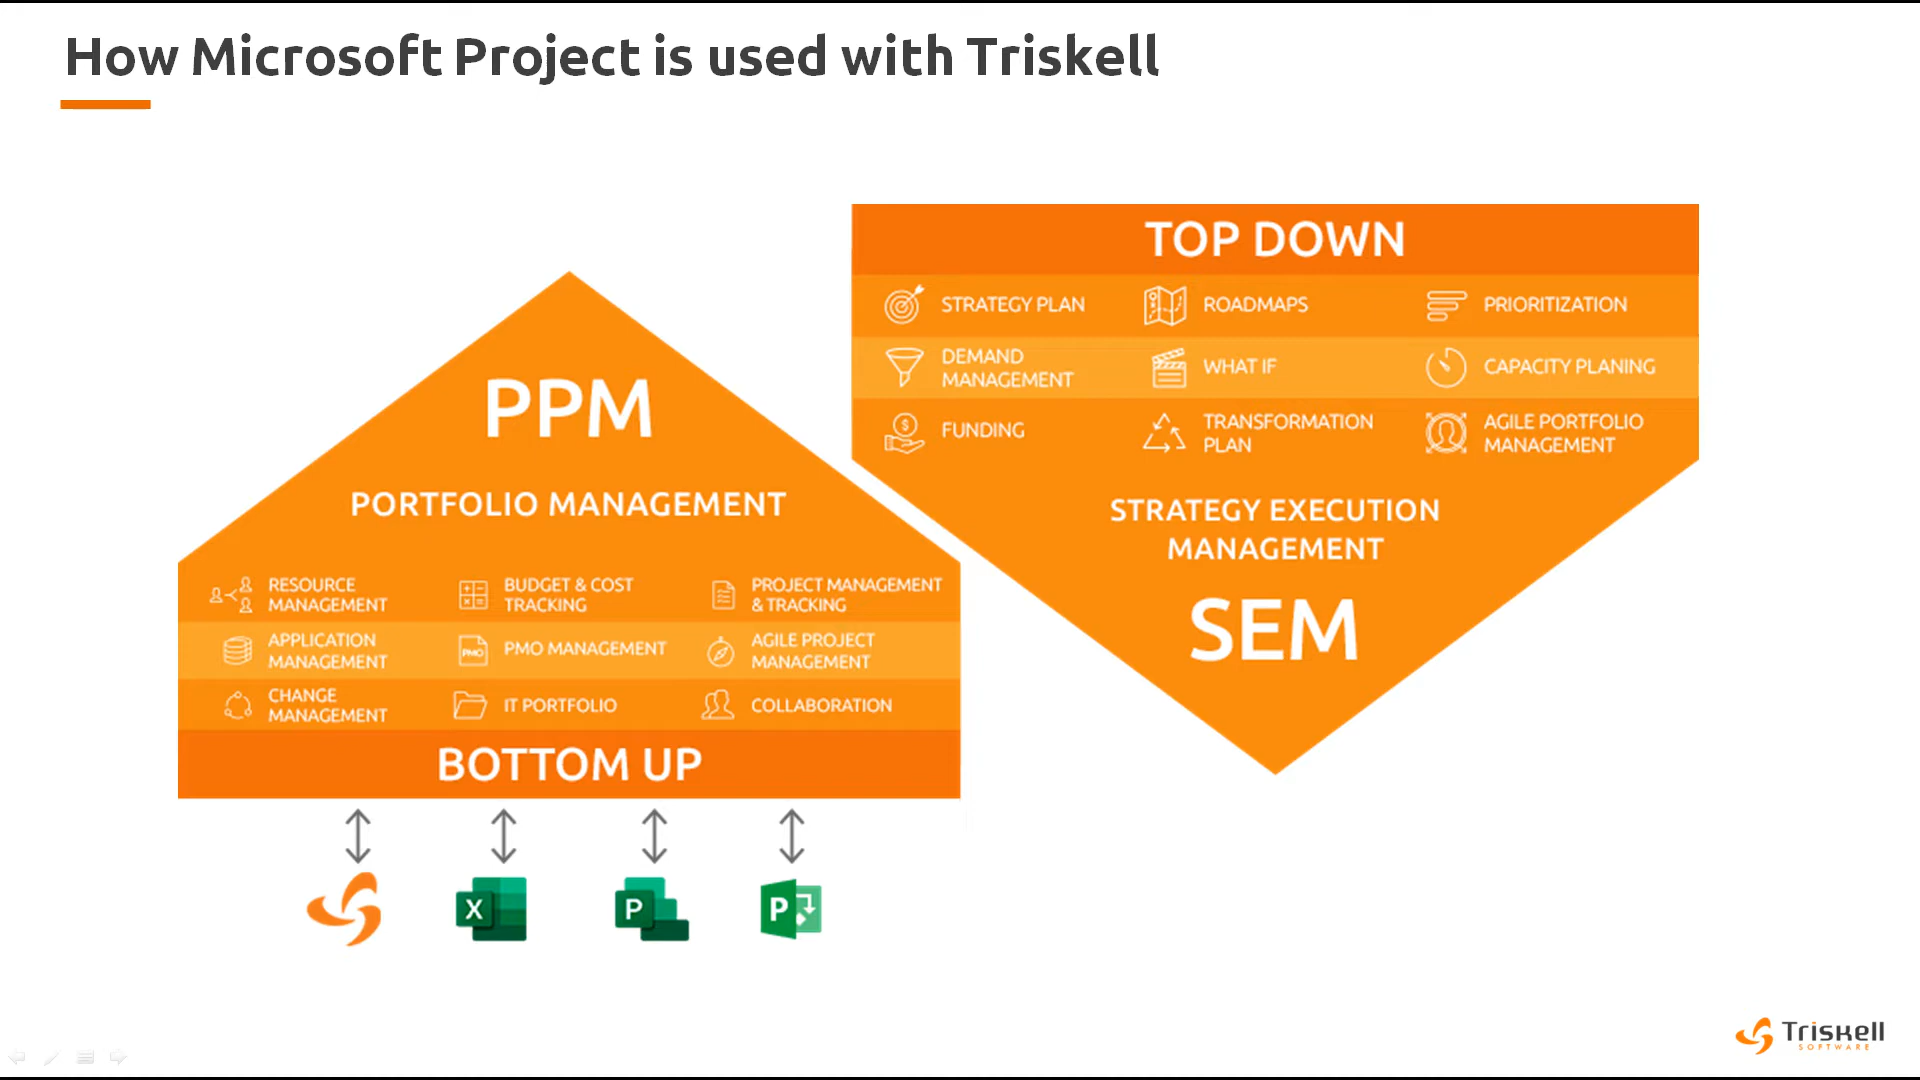 How Microsoft Project is used with Triskell
TOP DOWN
STRATEGY PLAN
ROADMAPS
PRIORITIZATION
DEMAND
MANAGEMENT
WHAT IF
CAPACITY PLANING
FUNDING
TRANSFORMATION
PLAN
AGILE PORTFOLIO
MANAGEMENT
STRATEGY EXECUTION
MANAGEMENT
SEM
PPM
PORTFOLIO MANAGEMENT
RESOURCE
MANAGEMENT
BUDGET & COST
TRACKING
PROJECT MANAGEMENT
& TRACKING
APPLICATION
MANAGEMENT
PMO
PMO MANAGEMENT
AGILE PROJECT
MANAGEMENT
CHANGE
MANAGEMENT
IT PORTFOLIO
COLLABORATION
BOTTOM UP
X
P
P
Triskell
SOFTWARE